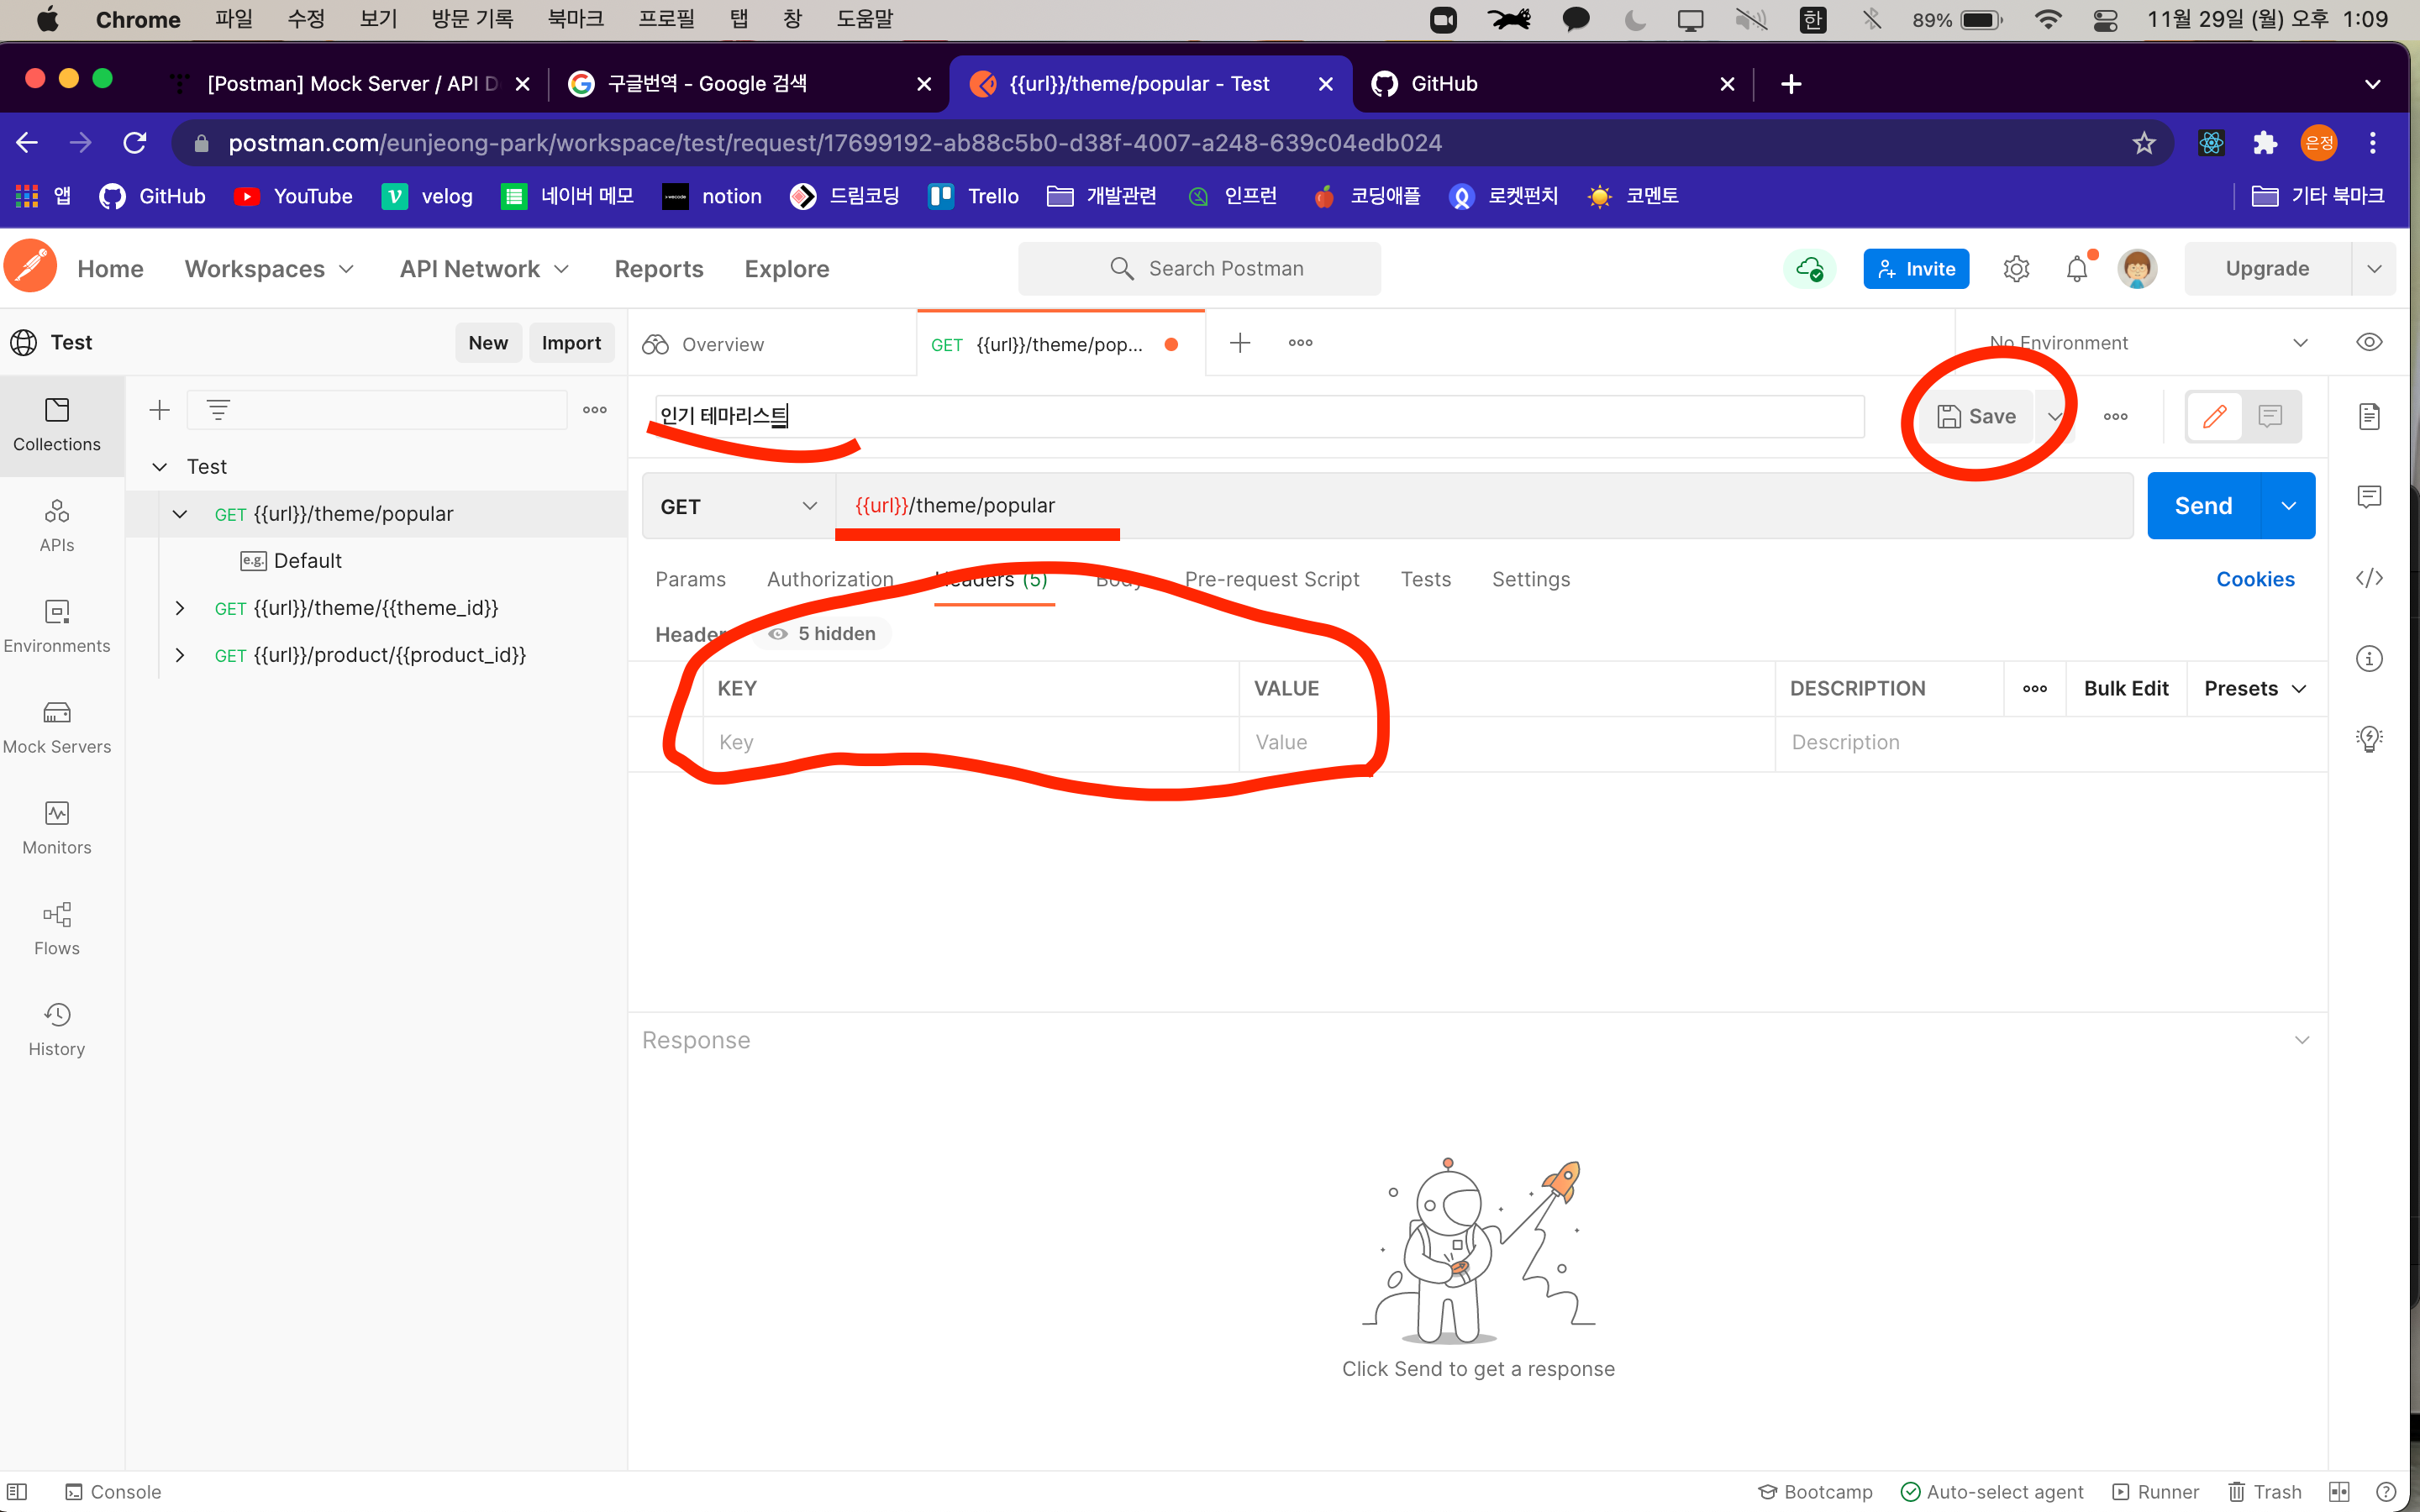 Chrome 파일 수정 보기 방문 기록 북마크 프로필 탭 창 도움말 한 89% 11월 29일 (월) 오후 1:09
[Postman] Mock Server / API D 구글번역 - Google 검색 {{url}}/theme/popular - Test GitHub
postman.com/eunjeong-park/workspace/test/request/17699192-ab88c5b0-d38f-4007-a248-639c04edb024 은정
앱 GitHub YouTube velog 네이버 메모 notion 드림코딩 Trello 개발관련 인프런 코딩애플 로켓펀치 코멘토 기타 북마크
Home Workspaces API Network Reports Explore Search Postman Invite Upgrade
Test New Import Overview GET {{url}}/theme/pop... No Environment
인기 테마리스트 Save
Collections
Test
GET {{url}}/theme/popular
GET {{url}}/theme/popular Send
APIs
e.g. Default
Params Authorization Headers (5) Body Pre-request Script Tests Settings Cookies
GET {{url}}/theme/{{theme_id}}
Header 5 hidden
Environments
GET {{url}}/product/{{product_id}}
KEY VALUE DESCRIPTION Bulk Edit Presets
Key Value Description
Mock Servers
Monitors
Flows
History
Response
Click Send to get a response
Console Bootcamp Auto-select agent Runner Trash